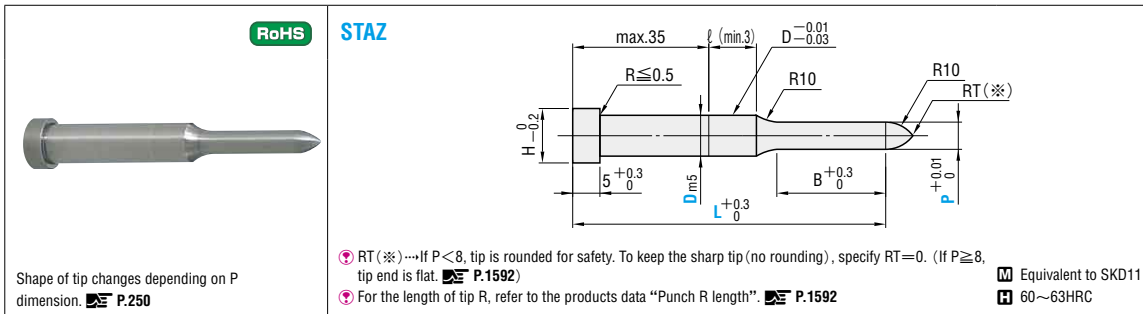 RoHS
Shape of tip changes depending on P
dimension. P.250
STAZ
max.35
ℓ (min.3)
D −0.01 −0.03
R≦0.5
R10
R10
RT(※)
H 0 −0.2
5 +0.3 0
Dm5
B +0.3 0
P +0.01 0
L +0.3 0
RT(※)…If P<8, tip is rounded for safety. To keep the sharp tip (no rounding), specify RT=0. (If P≧8,
tip end is flat. P.1592)
For the length of tip R, refer to the products data “Punch R length”. P.1592
M Equivalent to SKD11
H 60～63HRC